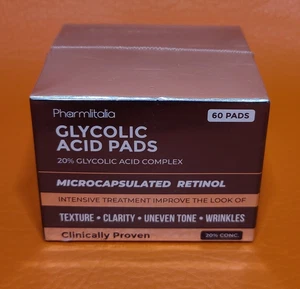 Pharmlitalia
60 PADS
GLYCOLIC
ACID PADS
20% GLYCOLIC ACID COMPLEX
MICROCAPSULATED RETINOL
INTENSIVE TREATMENT IMPROVE THE LOOK OF
TEXTURE • CLARITY • UNEVEN TONE • WRINKLES
Clinically Proven
20% CONC.